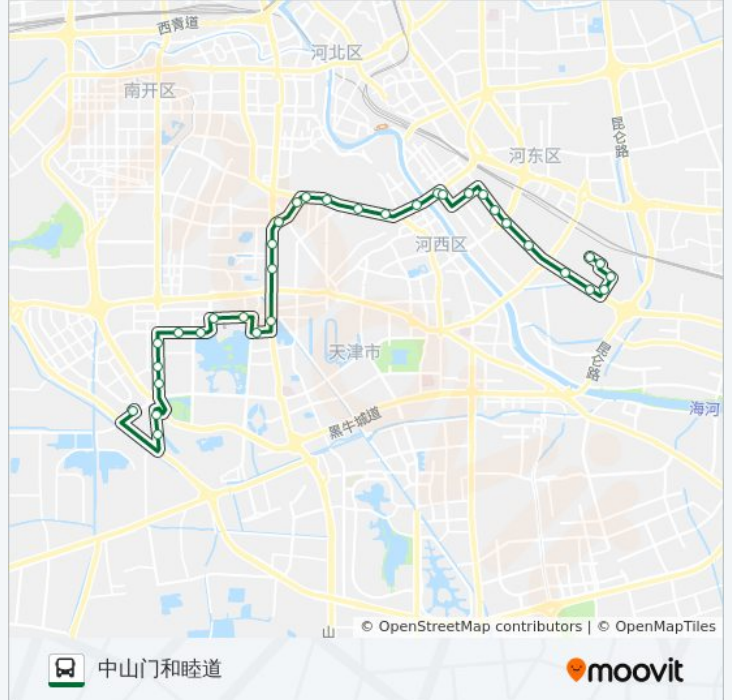 西青道
河北区
南开区
昆仑路
河东区
河西区
天津市
昆仑路
海河
黑牛城道
山
© OpenStreetMap contributors | © OpenMapTiles
中山门和睦道
moovit